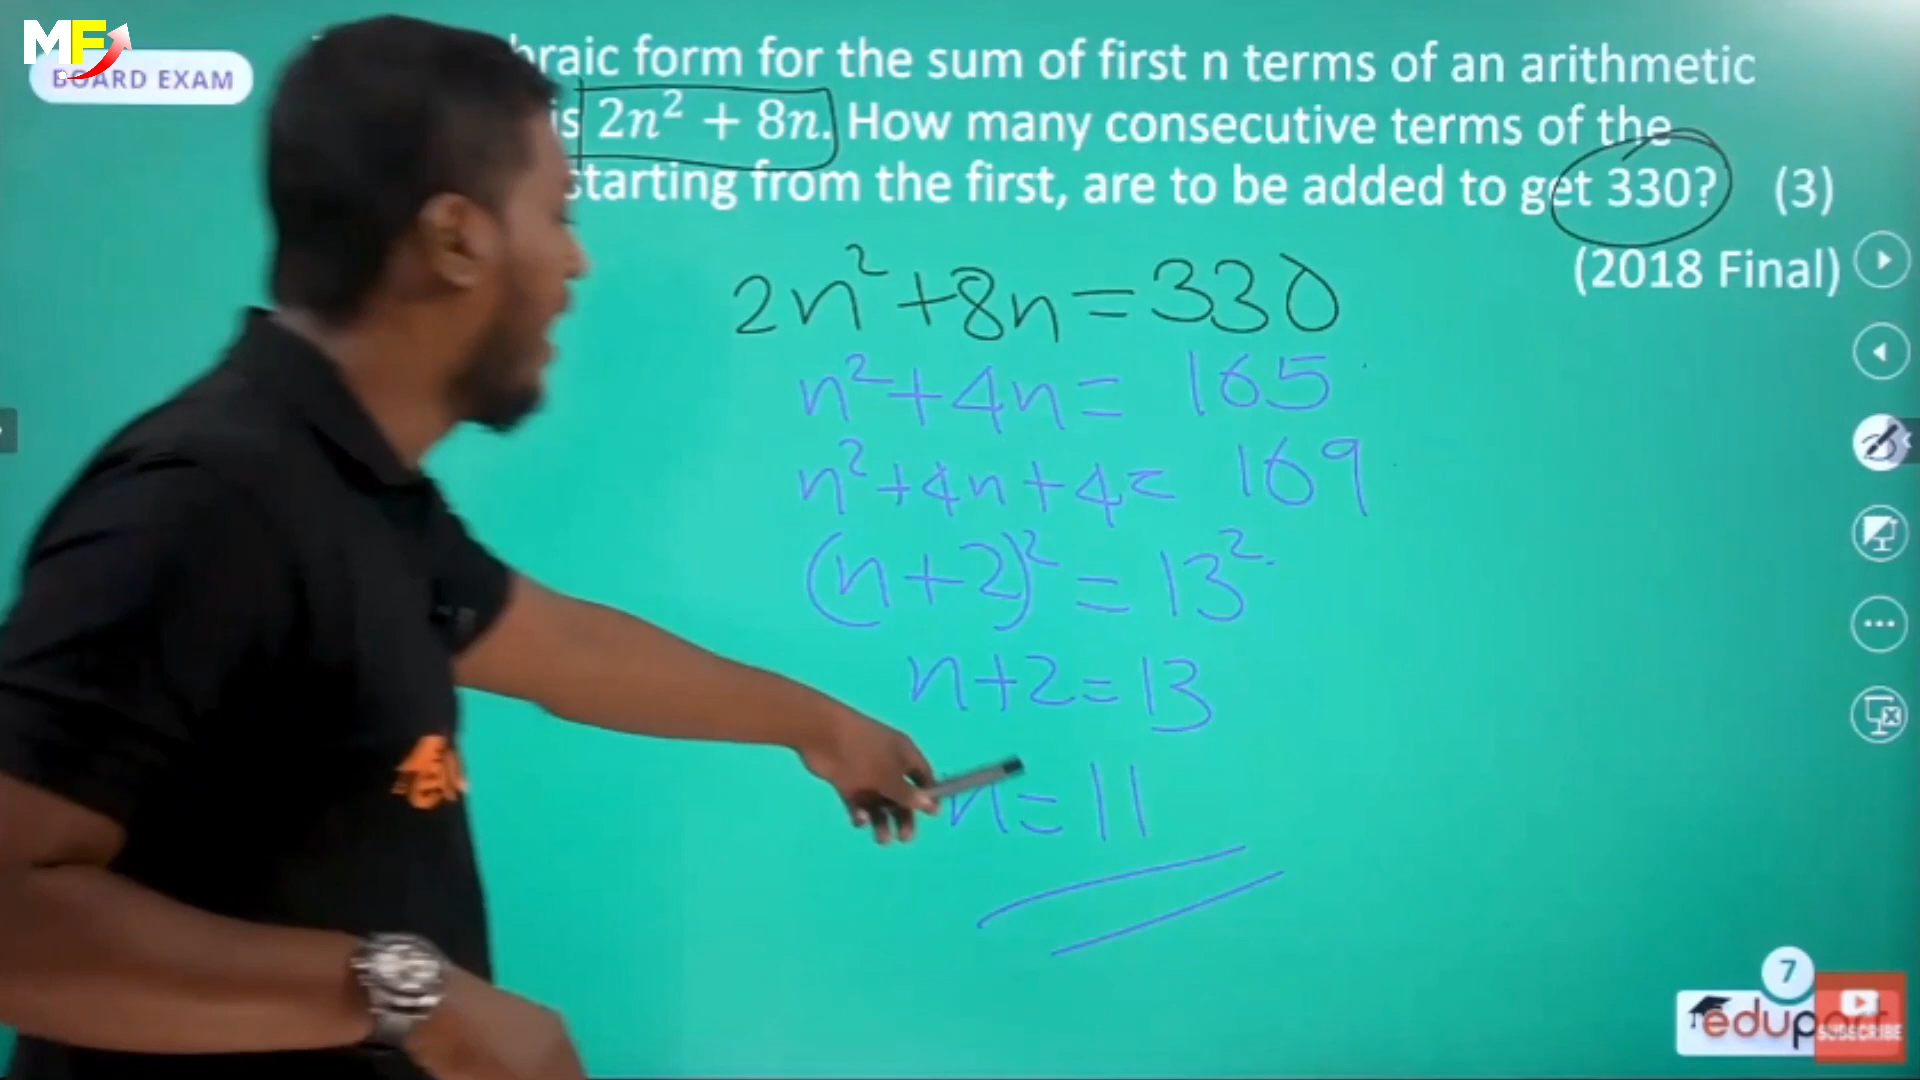 MF
BOARD EXAM
braic form for the sum of first n terms of an arithmetic
is 2n² + 8n. How many consecutive terms of the
starting from the first, are to be added to get 330? (3)
(2018 Final)
2n²+8n=330
n²+4n= 165
n²+4n+4= 169
(n+2)² = 13²
n+2=13
n=11
7
edup
SUBSCRIBE